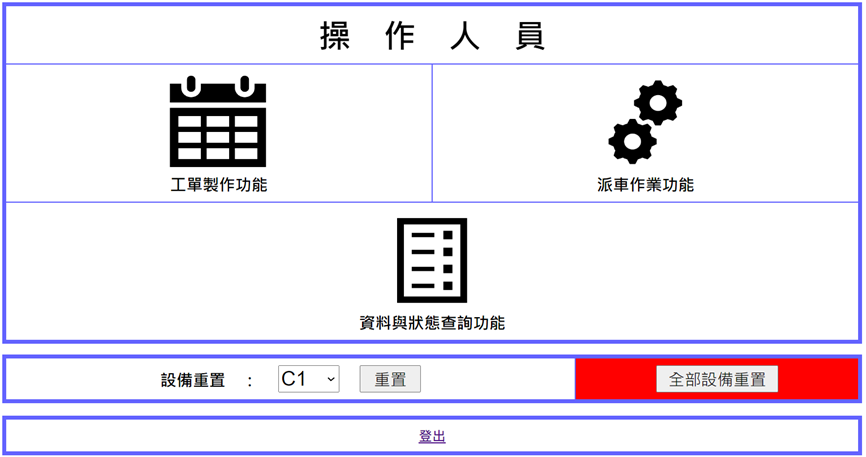 操 作 人 員
工單製作功能
派車作業功能
資料與狀態查詢功能
設備重置 : C1 重置 全部設備重置
登出